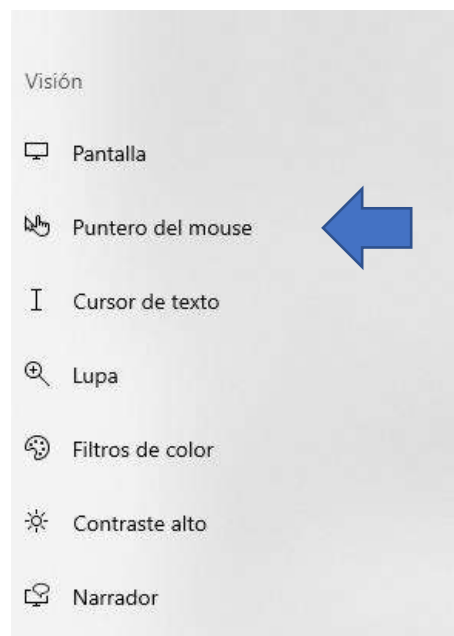 Visión
Pantalla
Puntero del mouse
Cursor de texto
Lupa
Filtros de color
Contraste alto
Narrador